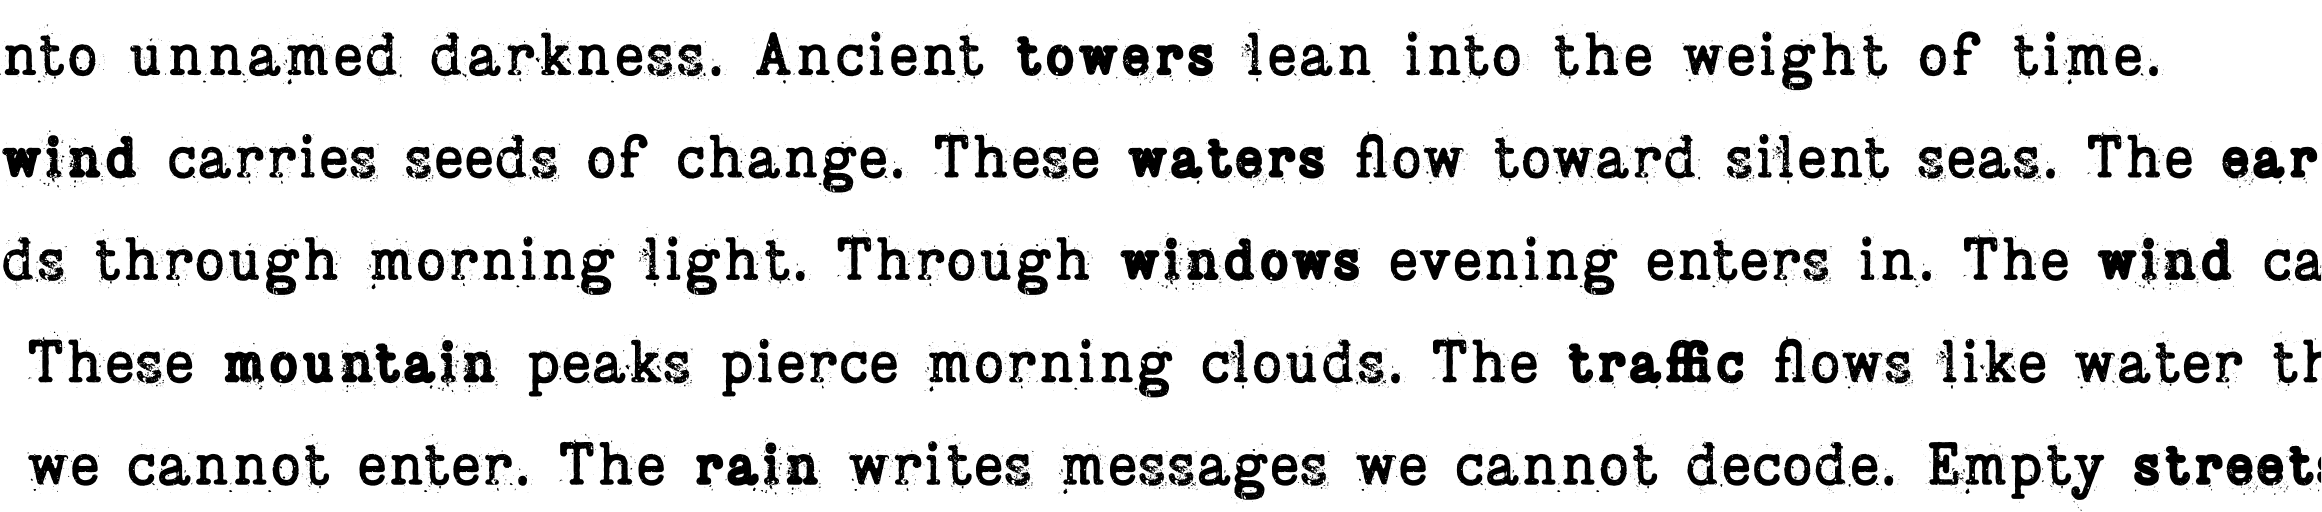 nto unnamed darkness. Ancient towers lean into the weight of time.
wind carries seeds of change. These waters flow toward silent seas. The ear
ds through morning light. Through windows evening enters in. The wind ca
These mountain peaks pierce morning clouds. The traffic flows like water th
we cannot enter. The rain writes messages we cannot decode. Empty streets